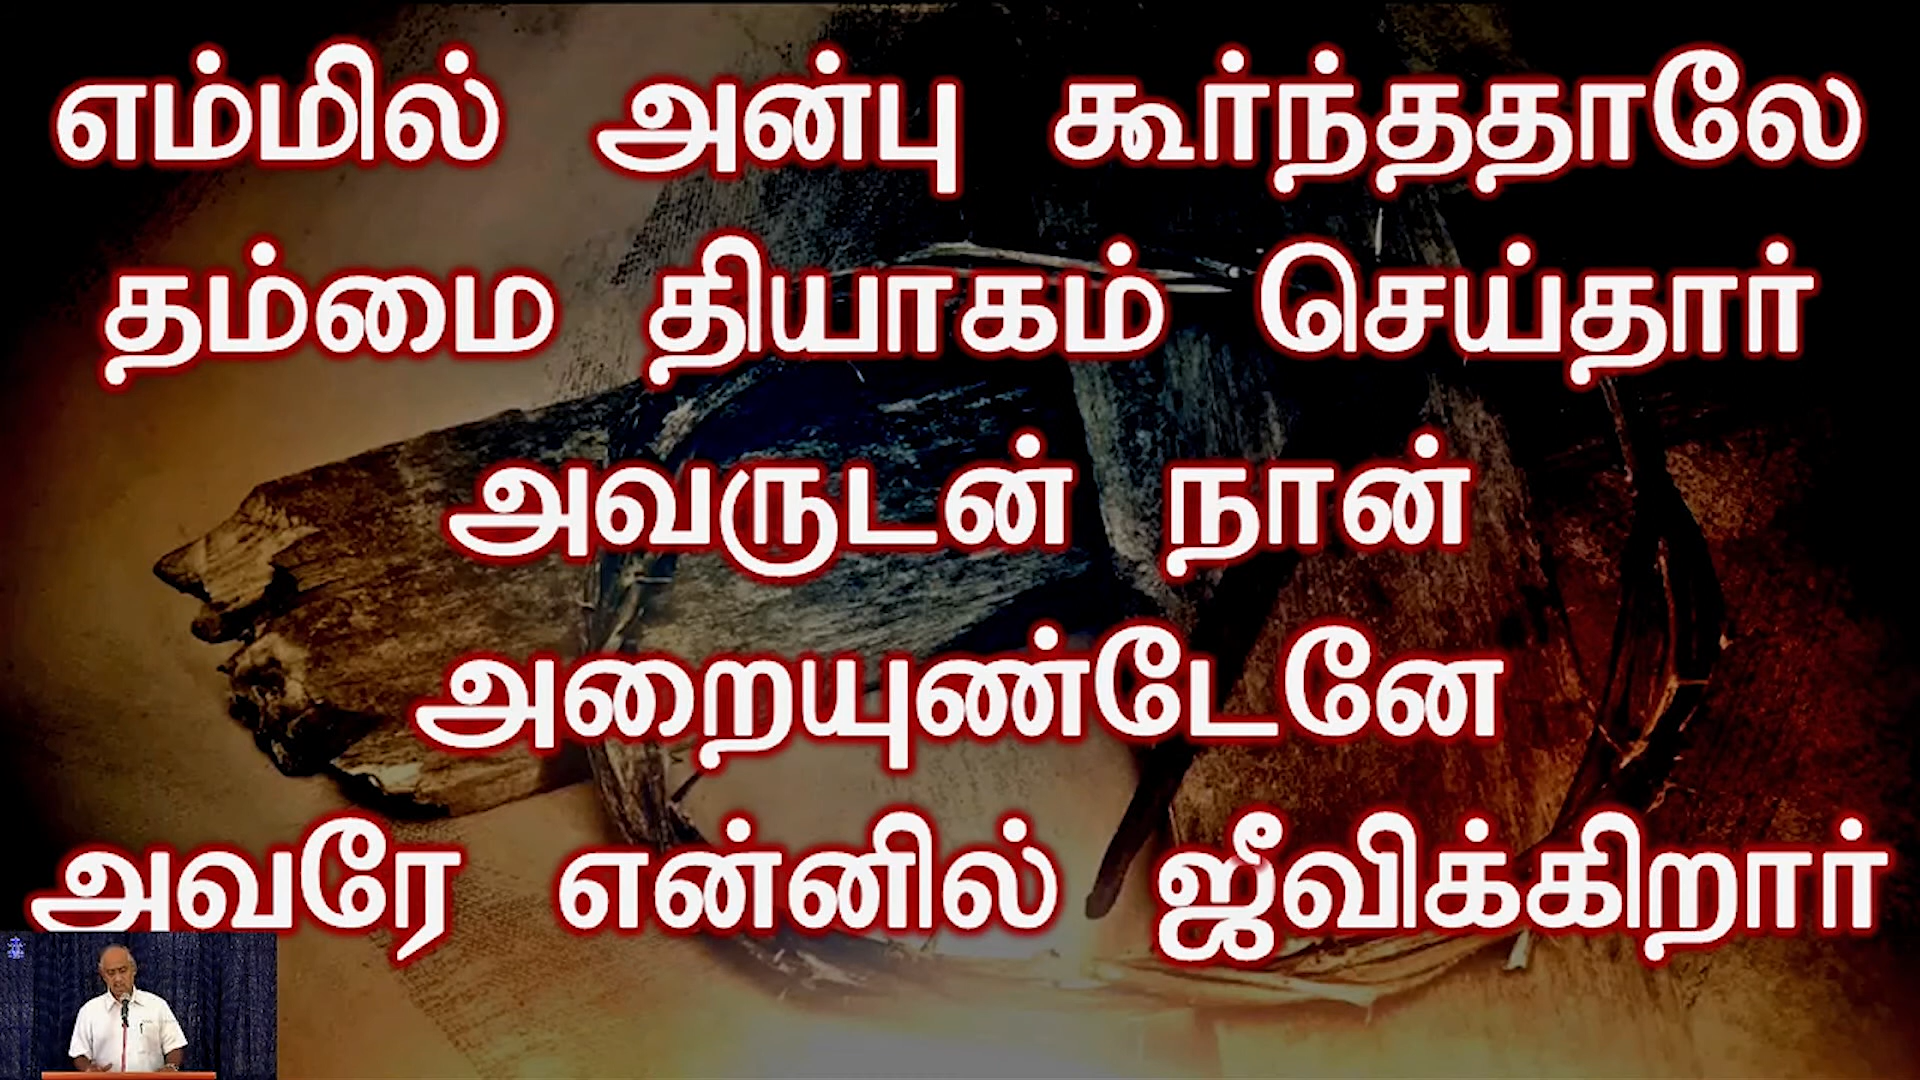 எம்மில் அன்பு கூர்ந்ததாலே
தம்மை தியாகம் செய்தார்
அவருடன் நான்
அறையுண்டேனே
அவரே என்னில் ஜீவிக்கிறார்